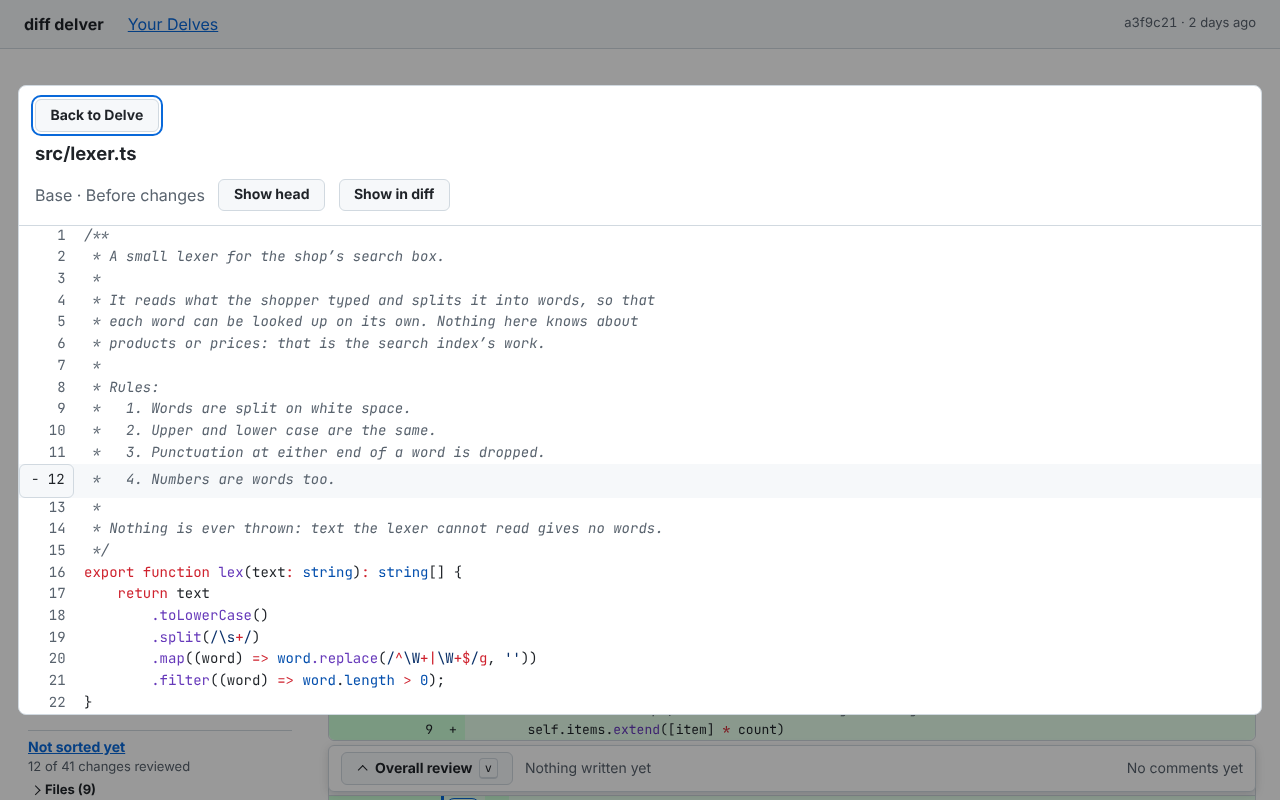 diff delver Your Delves a3f9c21 · 2 days ago
Back to Delve
src/lexer.ts
Base · Before changes Show head Show in diff
1 /**
2 * A small lexer for the shop’s search box.
3 *
4 * It reads what the shopper typed and splits it into words, so that
5 * each word can be looked up on its own. Nothing here knows about
6 * products or prices: that is the search index’s work.
7 *
8 * Rules:
9 *   1. Words are split on white space.
10 *   2. Upper and lower case are the same.
11 *   3. Punctuation at either end of a word is dropped.
- 12 *   4. Numbers are words too.
13 *
14 * Nothing is ever thrown: text the lexer cannot read gives no words.
15 */
16 export function lex(text: string): string[] {
17     return text
18         .toLowerCase()
19         .split(/\s+/)
20         .map((word) => word.replace(/^\W+|\W+$/g, ''))
21         .filter((word) => word.length > 0);
22 }
9 + self.items.extend([item] * count)
Not sorted yet
12 of 41 changes reviewed
Files (9)
Overall review v Nothing written yet No comments yet